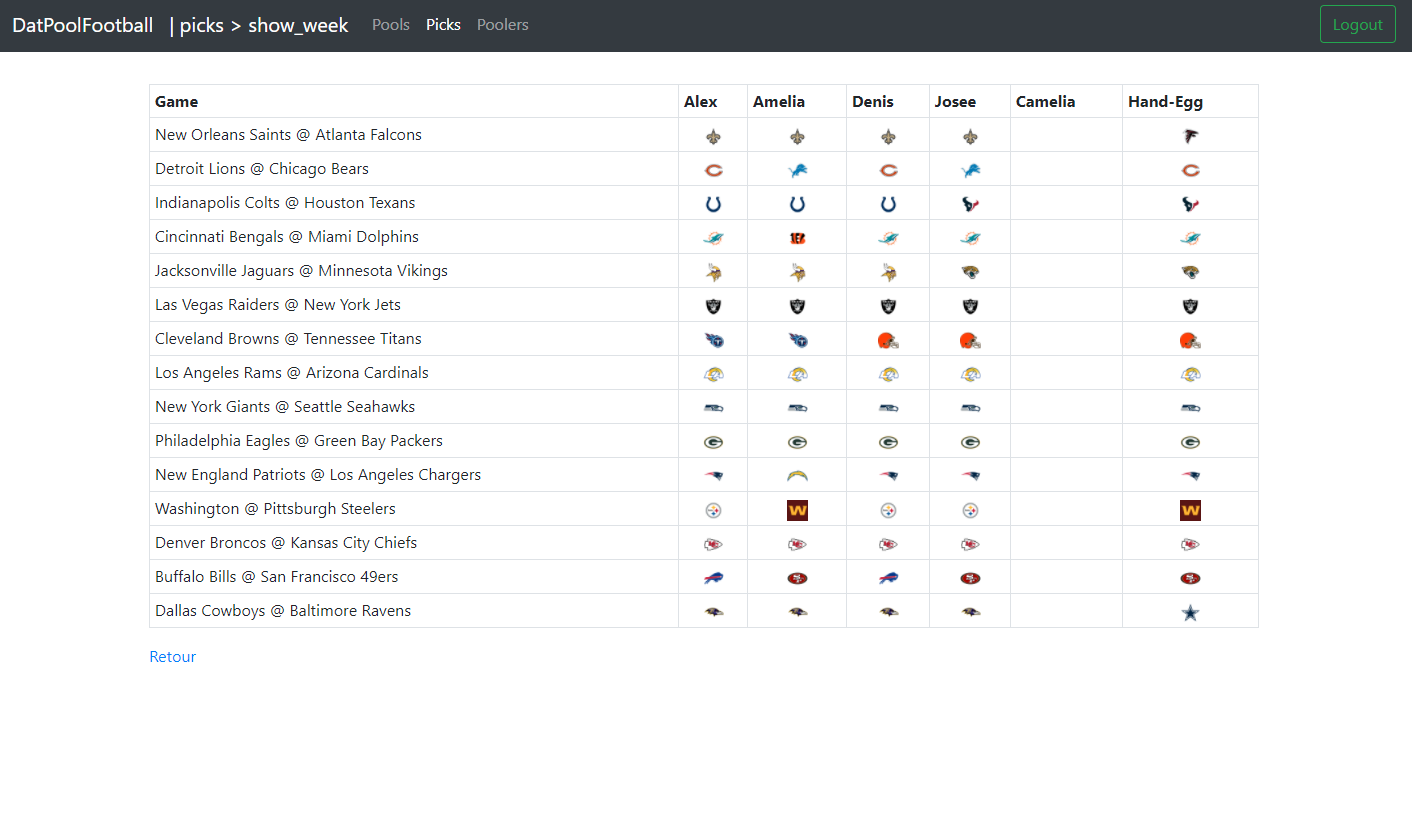 DatPoolFootball | picks > show_week Pools Picks Poolers Logout
Game Alex Amelia Denis Josee Camelia Hand-Egg
New Orleans Saints @ Atlanta Falcons
Detroit Lions @ Chicago Bears
Indianapolis Colts @ Houston Texans
Cincinnati Bengals @ Miami Dolphins
Jacksonville Jaguars @ Minnesota Vikings
Las Vegas Raiders @ New York Jets
Cleveland Browns @ Tennessee Titans
Los Angeles Rams @ Arizona Cardinals
New York Giants @ Seattle Seahawks
Philadelphia Eagles @ Green Bay Packers
New England Patriots @ Los Angeles Chargers
Washington @ Pittsburgh Steelers
Denver Broncos @ Kansas City Chiefs
Buffalo Bills @ San Francisco 49ers
Dallas Cowboys @ Baltimore Ravens
Retour